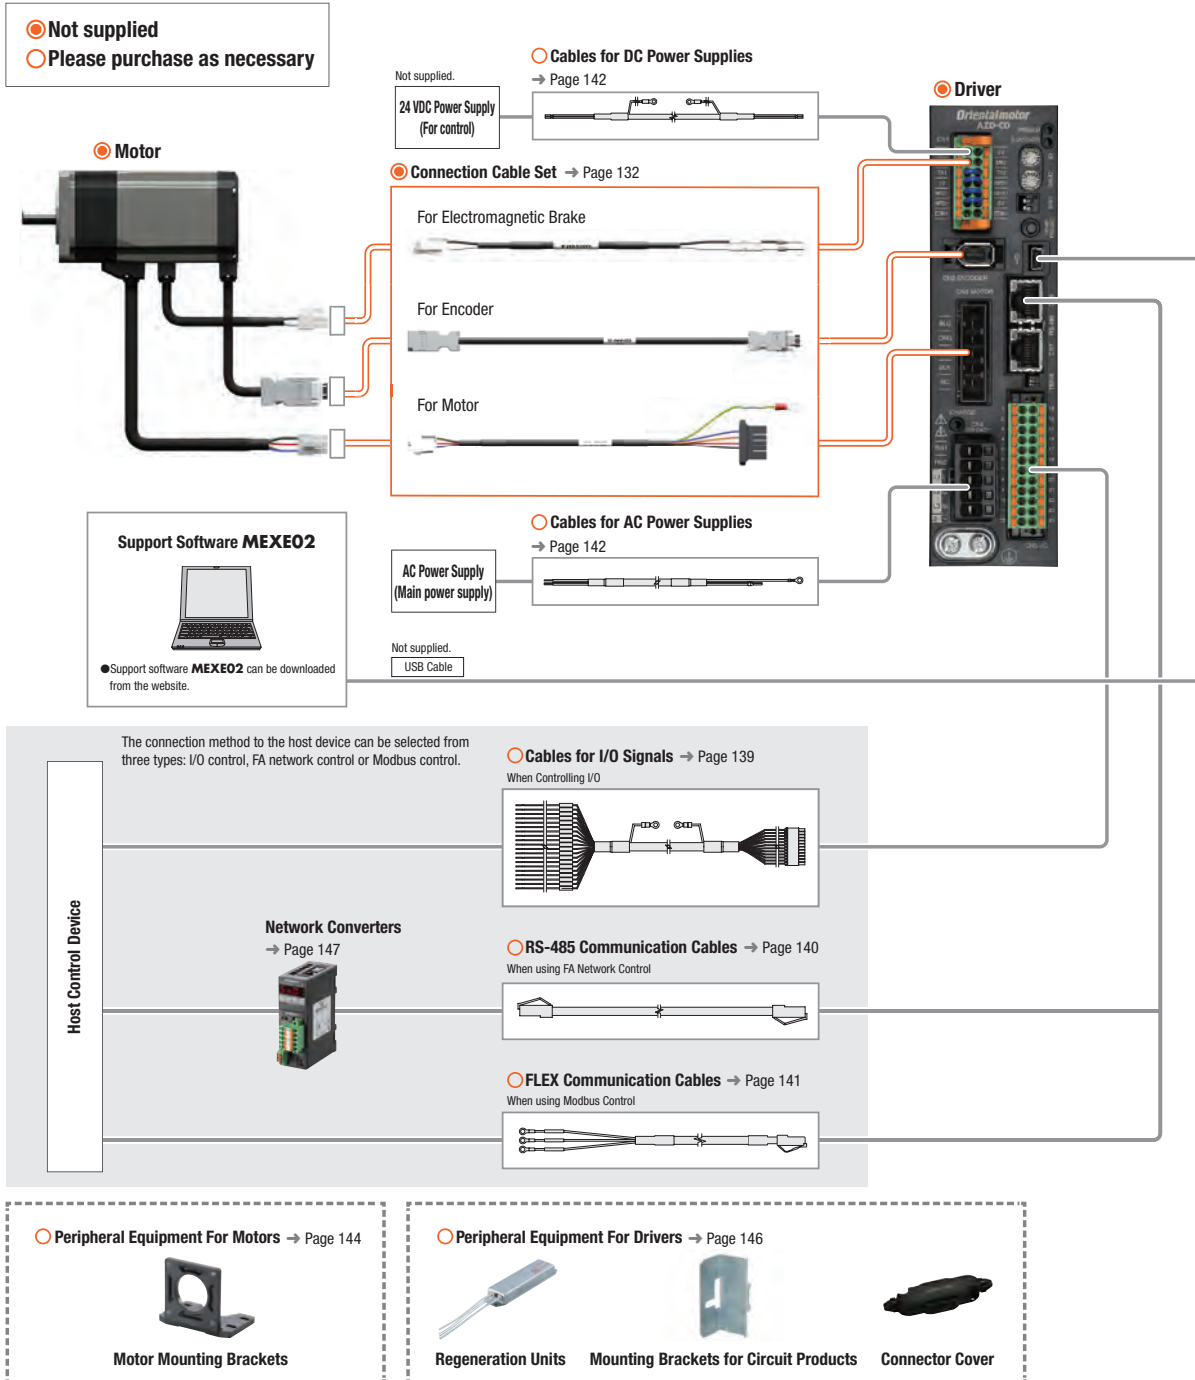 Not supplied
Please purchase as necessary
Cables for DC Power Supplies
→ Page 142
Not supplied.
24 VDC Power Supply
(For control)
Driver
Orientalmotor
AZD-CD
Motor
Connection Cable Set → Page 132
For Electromagnetic Brake
For Encoder
For Motor
CN2 ENCODER
CN3 MOTOR
Cables for AC Power Supplies
→ Page 142
AC Power Supply
(Main power supply)
Support Software MEXE02
●Support software MEXE02 can be downloaded
from the website.
Not supplied.
USB Cable
The connection method to the host device can be selected from
three types: I/O control, FA network control or Modbus control.
Host Control Device
Cables for I/O Signals → Page 139
When Controlling I/O
Network Converters
→ Page 147
RS-485 Communication Cables → Page 140
When using FA Network Control
FLEX Communication Cables → Page 141
When using Modbus Control
Peripheral Equipment For Motors → Page 144
Motor Mounting Brackets
Peripheral Equipment For Drivers → Page 146
Regeneration Units
Mounting Brackets for Circuit Products
Connector Cover